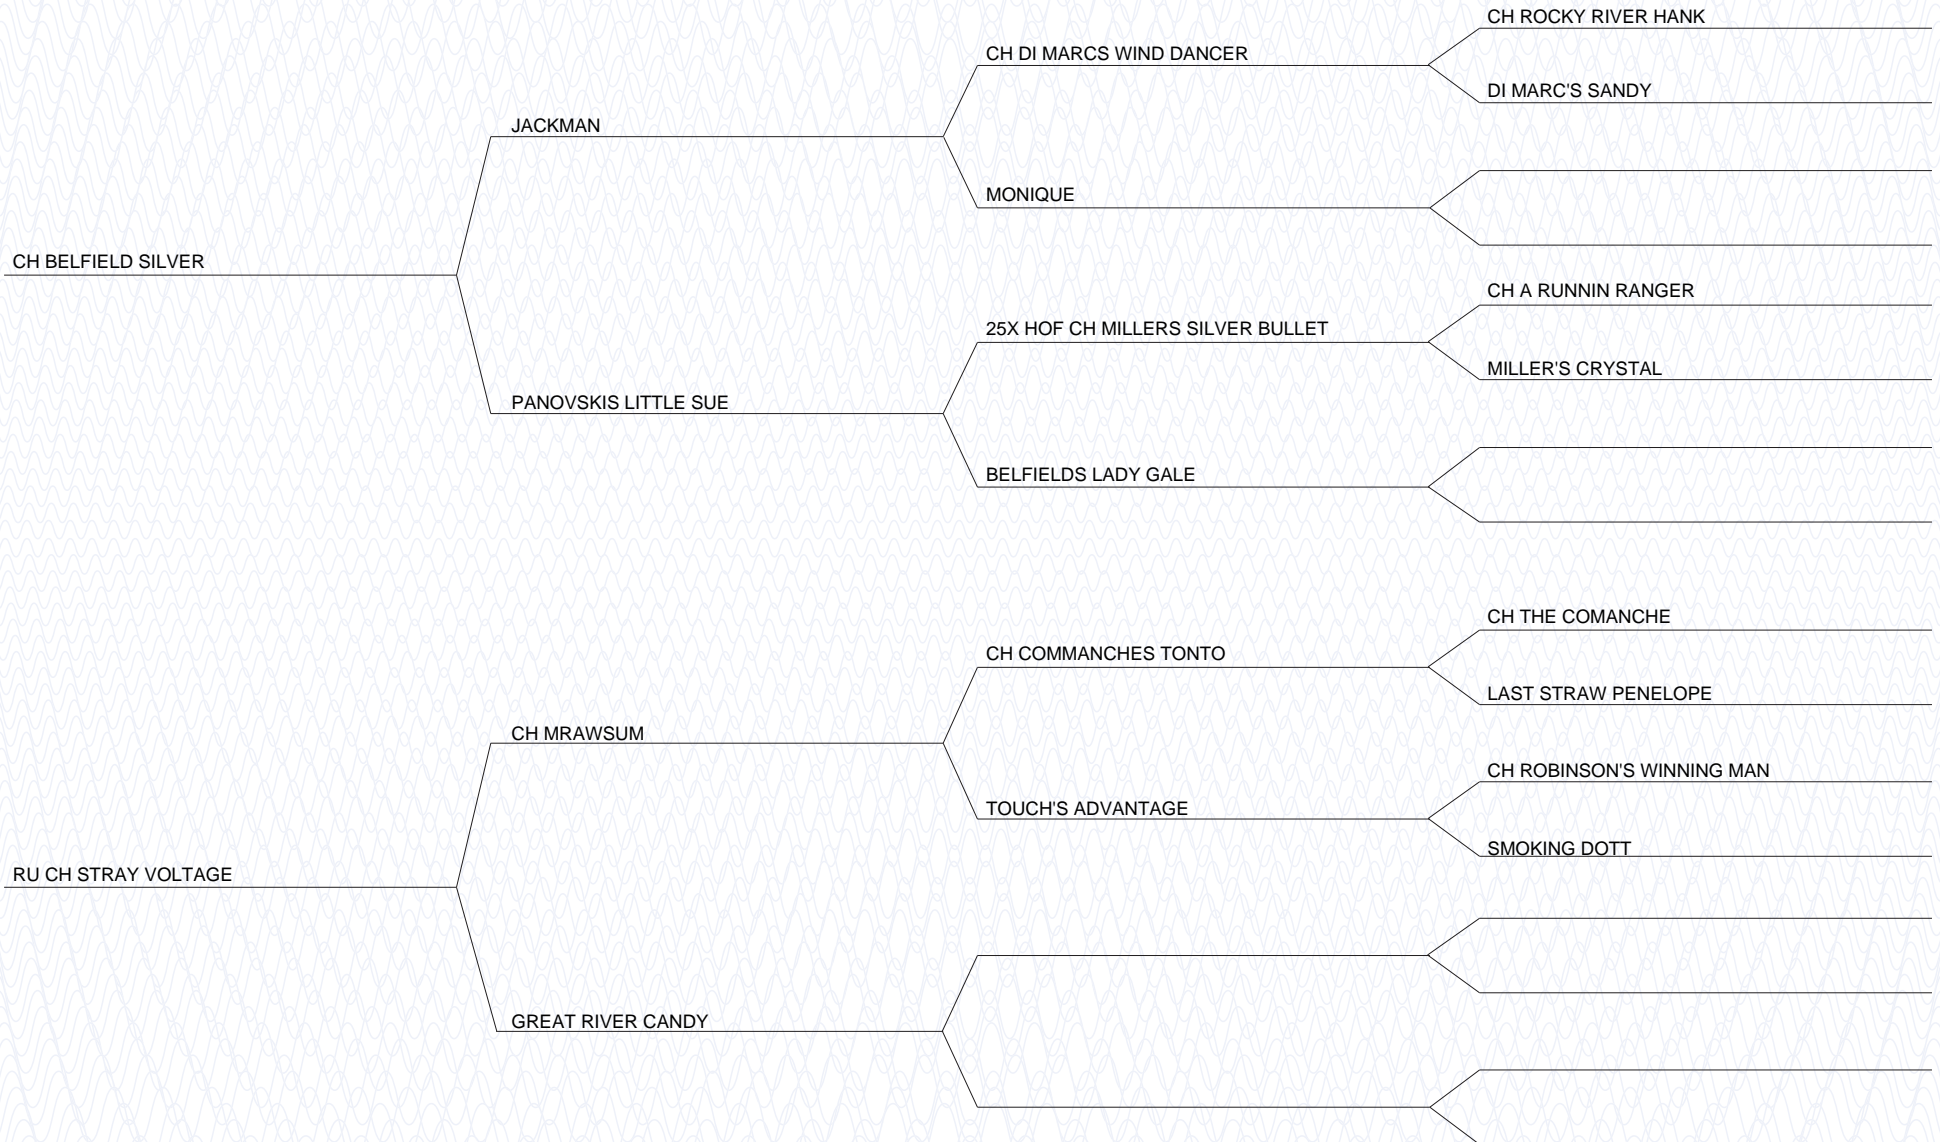 CH ROCKY RIVER HANK
CH DI MARCS WIND DANCER
DI MARC'S SANDY
JACKMAN
MONIQUE
CH BELFIELD SILVER
CH A RUNNIN RANGER
25X HOF CH MILLERS SILVER BULLET
MILLER'S CRYSTAL
PANOVSKIS LITTLE SUE
BELFIELDS LADY GALE
CH THE COMANCHE
CH COMMANCHES TONTO
LAST STRAW PENELOPE
CH MRAWSUM
CH ROBINSON'S WINNING MAN
TOUCH'S ADVANTAGE
SMOKING DOTT
RU CH STRAY VOLTAGE
GREAT RIVER CANDY